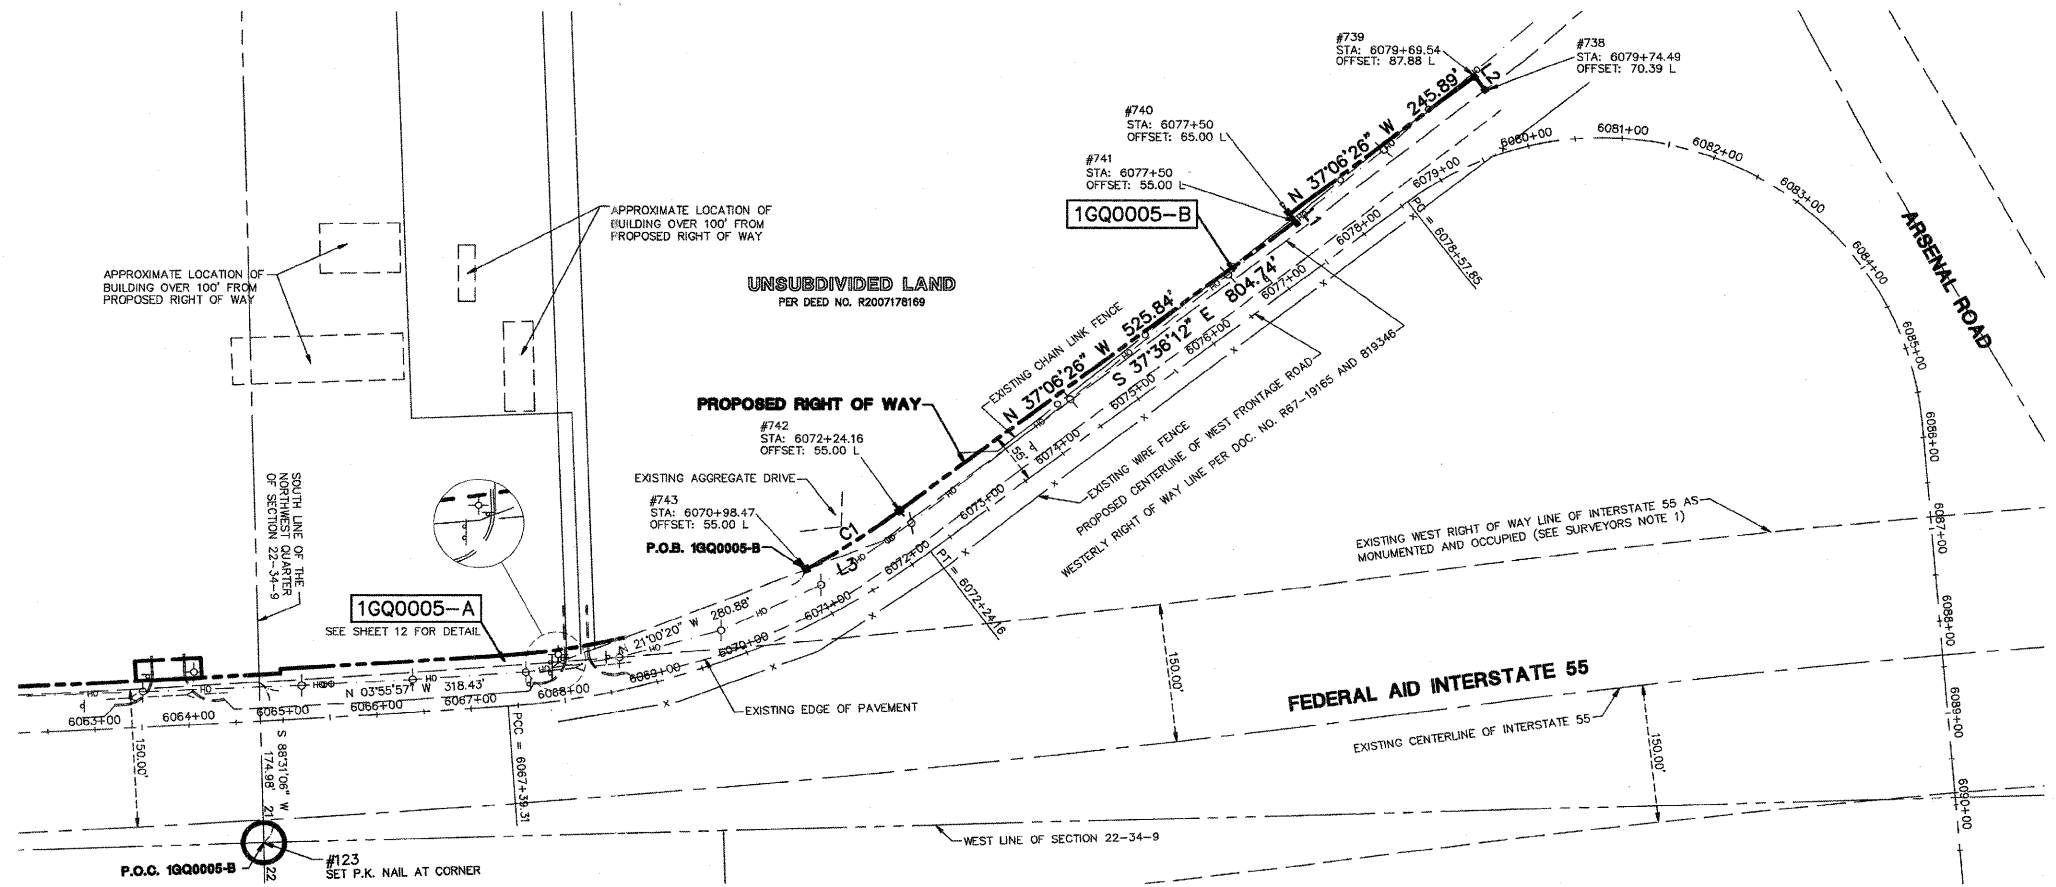 #739
STA: 6079+69.54
OFFSET: 87.88 L
#738
STA: 6079+74.49
OFFSET: 70.39 L
L2
N 37°06'26" W 245.89'
#740
STA: 6077+50
OFFSET: 65.00 L
#741
STA: 6077+50
OFFSET: 55.00 L
1GQ0005-B
L1
APPROXIMATE LOCATION OF
BUILDING OVER 100' FROM
PROPOSED RIGHT OF WAY
APPROXIMATE LOCATION OF
BUILDING OVER 100' FROM
PROPOSED RIGHT OF WAY
UNSUBDIVIDED LAND
PER DEED NO. R2007178169
ARSENAL ROAD
EXISTING CHAIN LINK FENCE
N 37°06'26" W 525.84'
S 37°36'12" E 804.74'
PROPOSED RIGHT OF WAY
#742
STA: 6072+24.16
OFFSET: 55.00 L
EXISTING AGGREGATE DRIVE
#743
STA: 6070+98.47
OFFSET: 55.00 L
P.O.B. 1GQ0005-B
C1
L3
55'
EXISTING WIRE FENCE
PROPOSED CENTERLINE OF WEST FRONTAGE ROAD
WESTERLY RIGHT OF WAY LINE PER DOC. NO. R67-19165 AND 819346
EXISTING WEST RIGHT OF WAY LINE OF INTERSTATE 55 AS
MONUMENTED AND OCCUPIED (SEE SURVEYORS NOTE 1)
SOUTH LINE OF THE
NORTHWEST QUARTER
OF SECTION 22-34-9
1GQ0005-A
SEE SHEET 12 FOR DETAIL
N 21°00'20" W 280.88'
N 03°55'57" W 318.43'
6063+00
6064+00
6065+00
6066+00
6067+00
6068+00
6069+00
6070+00
6071+00
6072+00
6073+00
6074+00
6075+00
6076+00
6077+00
6078+00
6079+00
6080+00
6081+00
6082+00
6083+00
6084+00
6085+00
6086+00
6087+00
6088+00
6089+00
6090+00
PCC = 6067+39.31
PT = 6072+24.16
PC = 6078+57.85
EXISTING EDGE OF PAVEMENT
FEDERAL AID INTERSTATE 55
EXISTING CENTERLINE OF INTERSTATE 55
150.00'
150.00'
150.00'
S 88°31'06" W
174.98'
21
22
WEST LINE OF SECTION 22-34-9
P.O.C. 1GQ0005-B
#123
SET P.K. NAIL AT CORNER